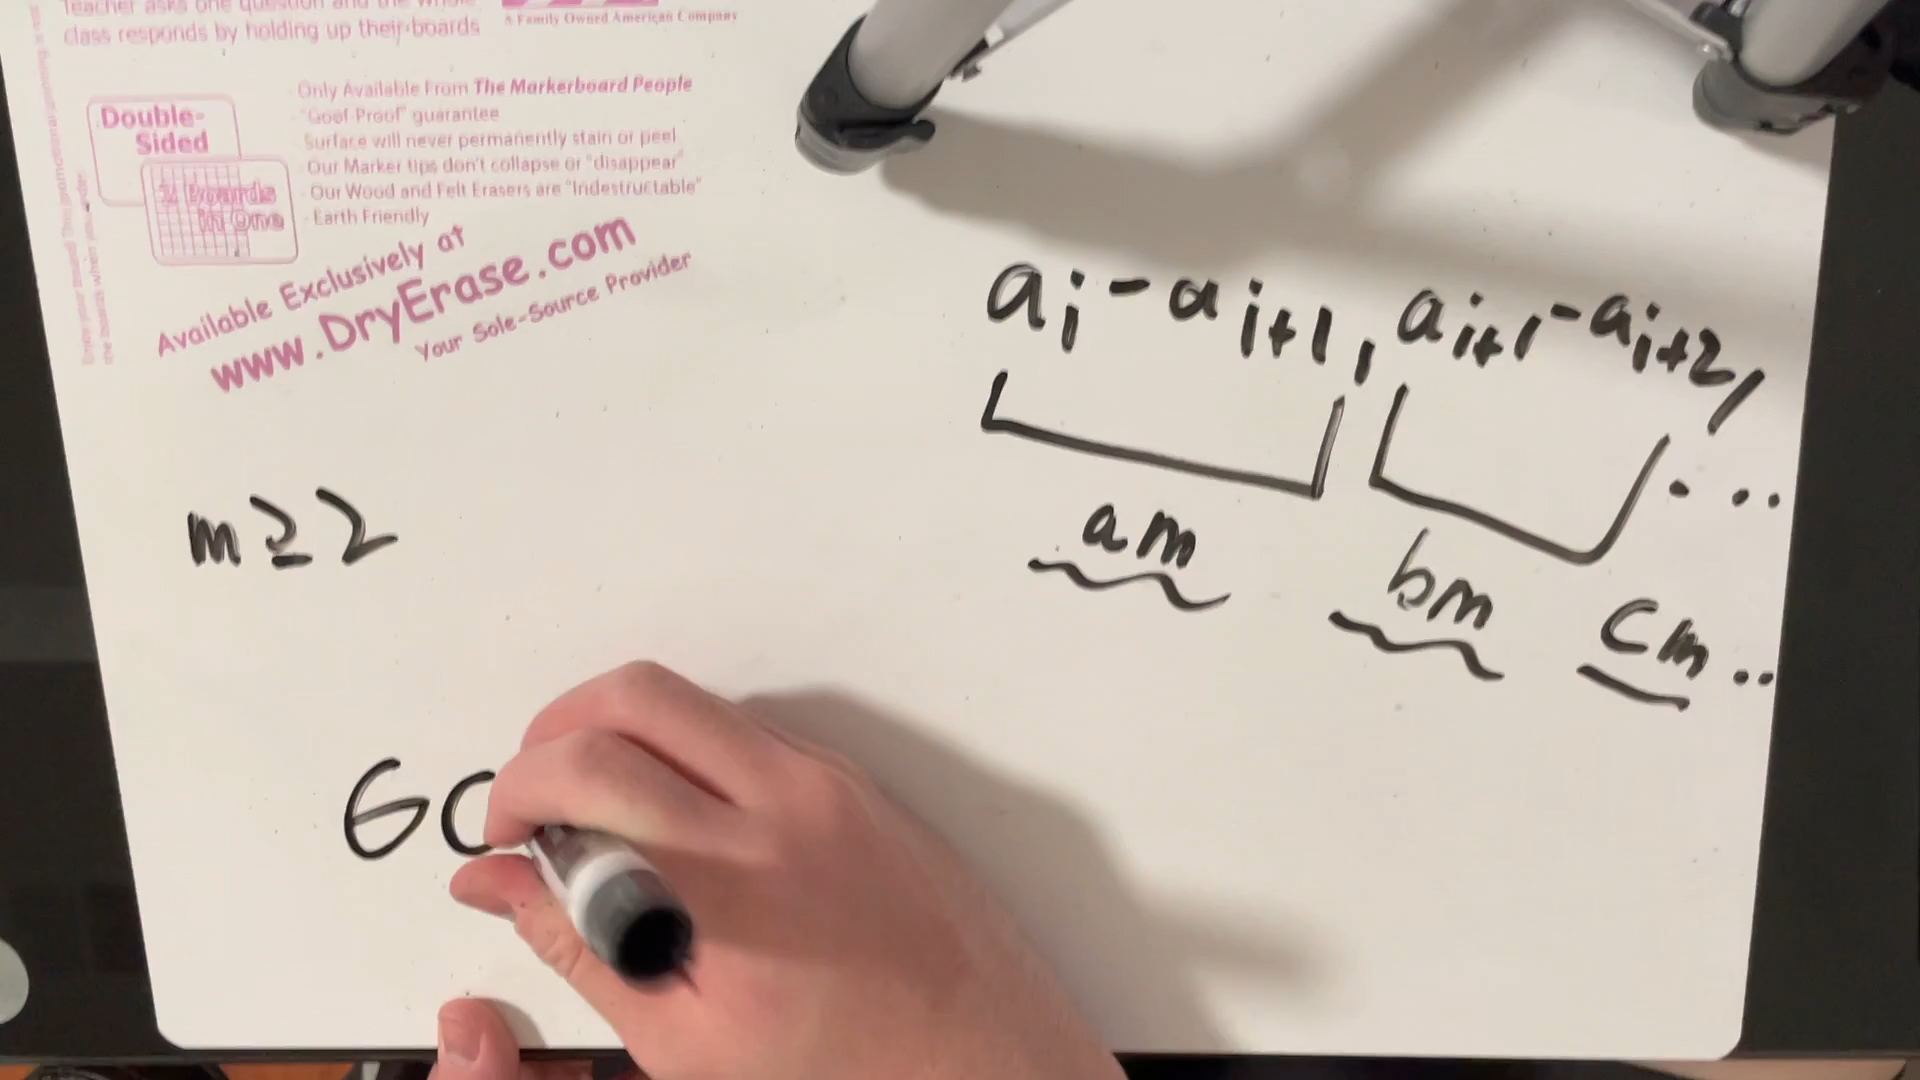 Teacher asks one question and the whole
class responds by holding up their boards
A Family Owned American Company
Double-
Sided
2 Boards
in One
Only Available From The Markerboard People
"Goof-Proof" guarantee
Surface will never permanently stain or peel
Our Marker tips don't collapse or "disappear"
Our Wood and Felt Erasers are "Indestructable"
Earth Friendly
Available Exclusively at
www.DryErase.com
Your Sole-Source Provider
a_i - a_{i+1}, a_{i+1} - a_{i+2}, ...
am bm cm ..
m ≥ 2
GC